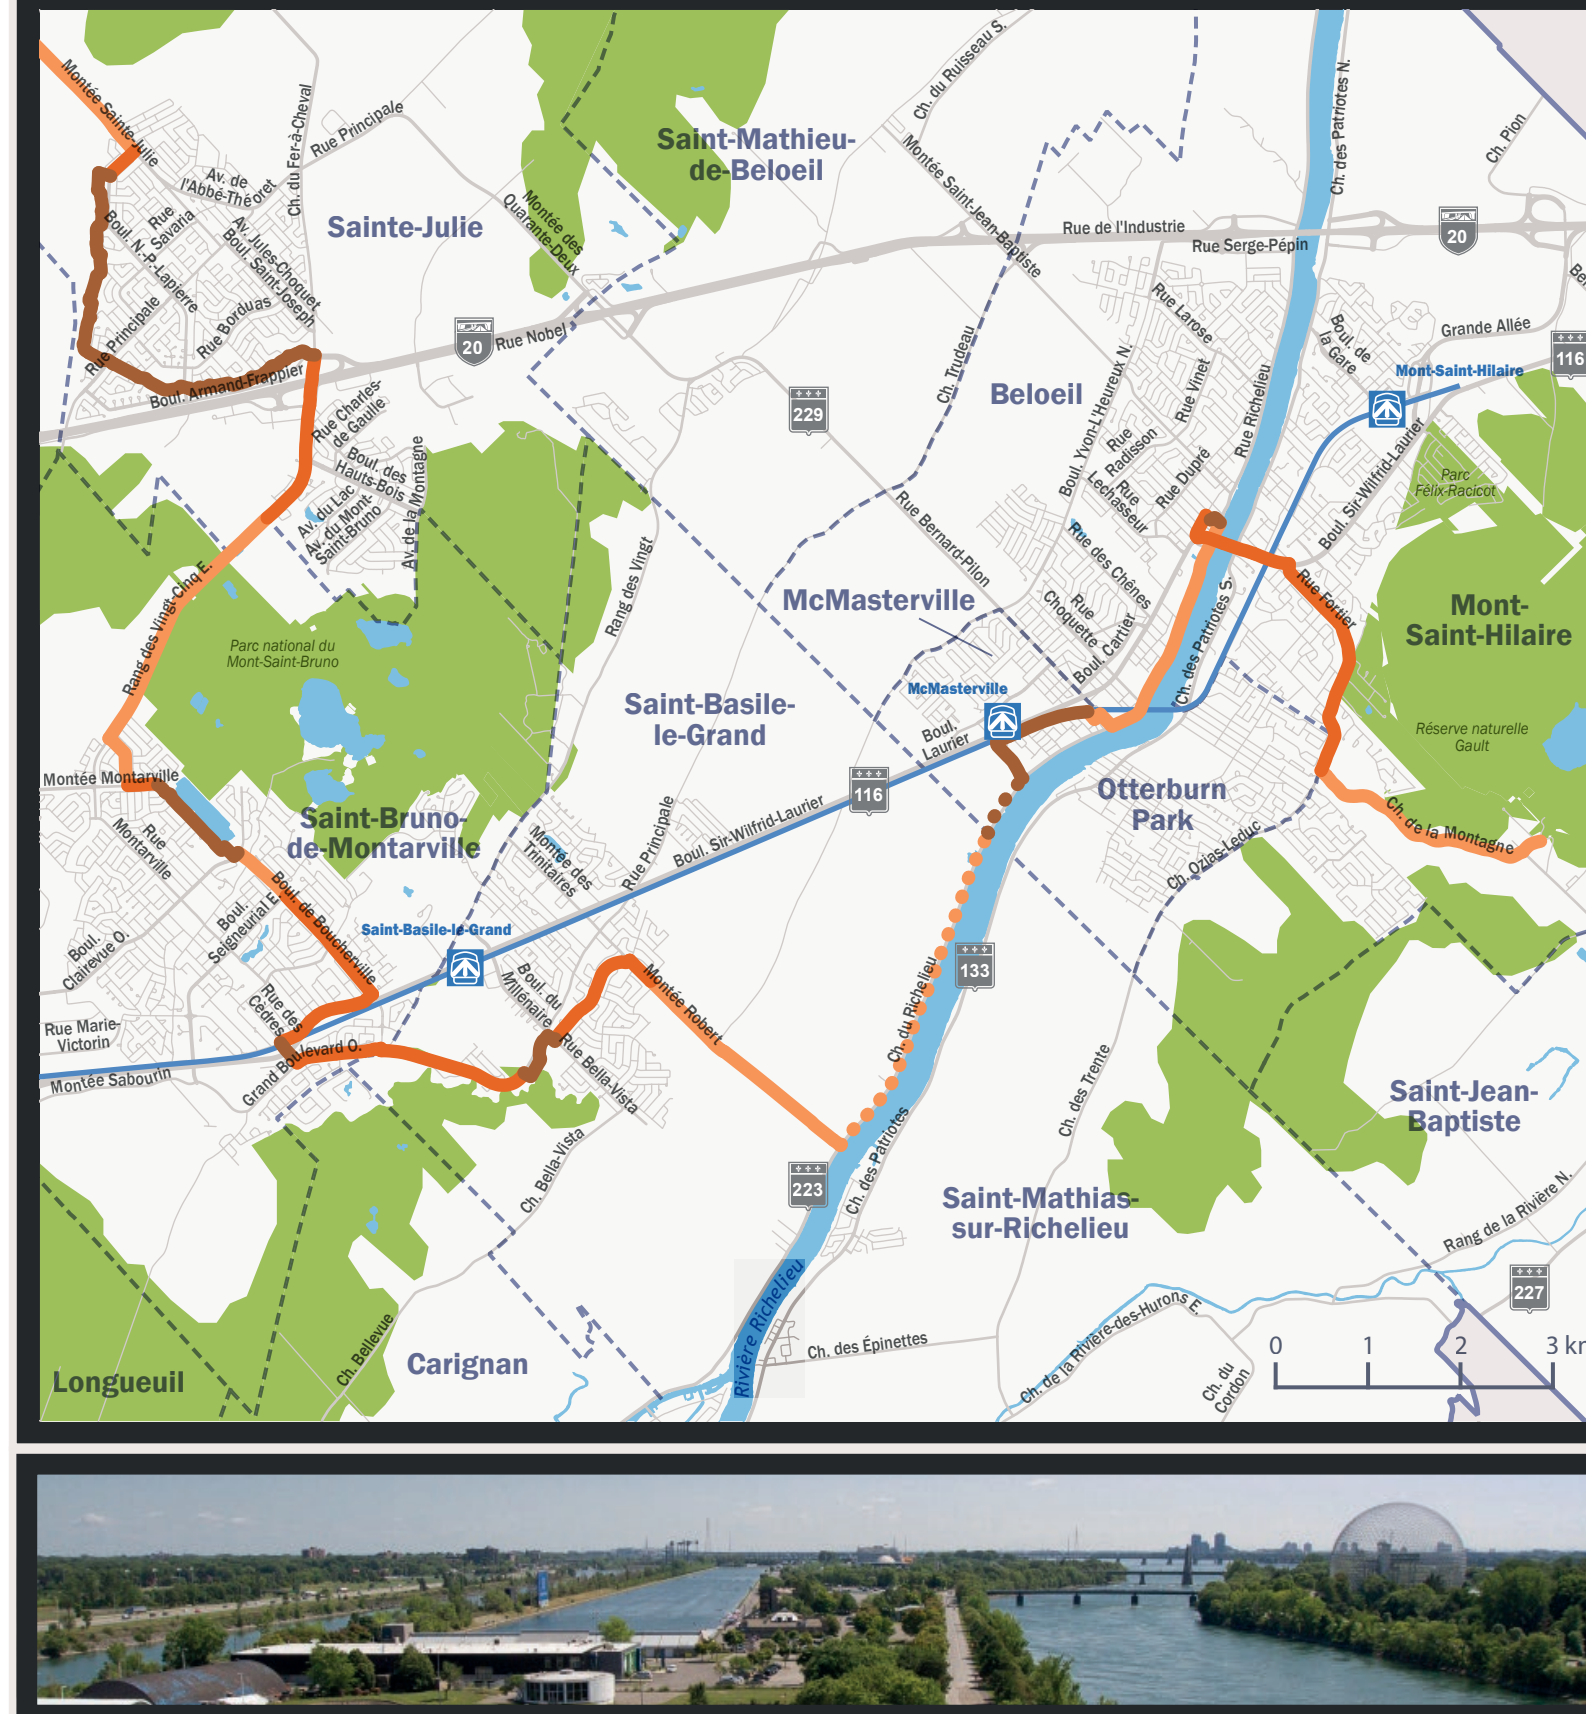 Montée Sainte-Julie
Ch. du Fer-à-Cheval
Rue Principale
Av. de
l'Abbé-Théoret
Rue
Savaria
Boul. N.-P.-Lapierre
Av. Jules-Choquet
Boul. Saint-Joseph
Rue Borduas
Rue Principale
Boul. Armand-Frappier
Sainte-Julie
Montée des
Quarante-Deux
Saint-Mathieu-
de-Beloeil
Ch. du Ruisseau S.
Montée Saint-Jean-Baptiste
Rue de l'Industrie
Rue Serge-Pépin
Ch. des Patriotes N.
Ch. Pion
20
20
Rue Nobel
Rue Larose
Boul. de
la Gare
Grande Allée
116
Mont-Saint-Hilaire
Ch. Trudeau
Beloeil
229
Boul. Yvon-L'Heureux N.
Rue Vinet
Rue Richelieu
Rue
Radisson
Rue Dupré
Rue
Lechasseur
Boul. Sir-Wilfrid-Laurier
Parc
Félix-Racicot
Rue Charles-
de Gaulle
Boul. des
Hauts-Bois
Av. du Lac
Av. du Mont-
Saint-Bruno
Av. de la Montagne
Rang des Vingt
Rue Bernard-Pilon
Rue des Chênes
Rue
Choquette
Boul. Cartier
Ch. des Patriotes S.
Rue Fortier
Mont-
Saint-Hilaire
Rang des Vingt-Cinq E.
Parc national du
Mont-Saint-Bruno
McMasterville
McMasterville
Boul.
Laurier
Saint-Basile-
le-Grand
Réserve naturelle
Gault
Montée Montarville
Rue
Montarville
Saint-Bruno-
de-Montarville
Montée des
Trinitaires
Rue Principale
Boul. Sir-Wilfrid-Laurier
116
Otterburn
Park
Ch. de la Montagne
Ch. Ozias-Leduc
Boul. de Boucherville
Boul.
Seigneurial E.
Boul.
Clairevue O.
Saint-Basile-le-Grand
Boul. du
Millénaire
Montée Robert
Ch. du Richelieu
133
Rue des
Cèdres
Rue Marie-
Victorin
Grand Boulevard O.
Montée Sabourin
Rue Bella-Vista
Ch. Bella-Vista
Ch. des Trente
Saint-Jean-
Baptiste
223
Ch. des Patriotes
Saint-Mathias-
sur-Richelieu
Rang de la Rivière N.
227
Rivière Richelieu
Ch. de la Rivière-des-Hurons E.
Ch. des Épinettes
Ch. du
Cordon
Ch. Bellevue
Carignan
Longueuil
0 1 2 3 km